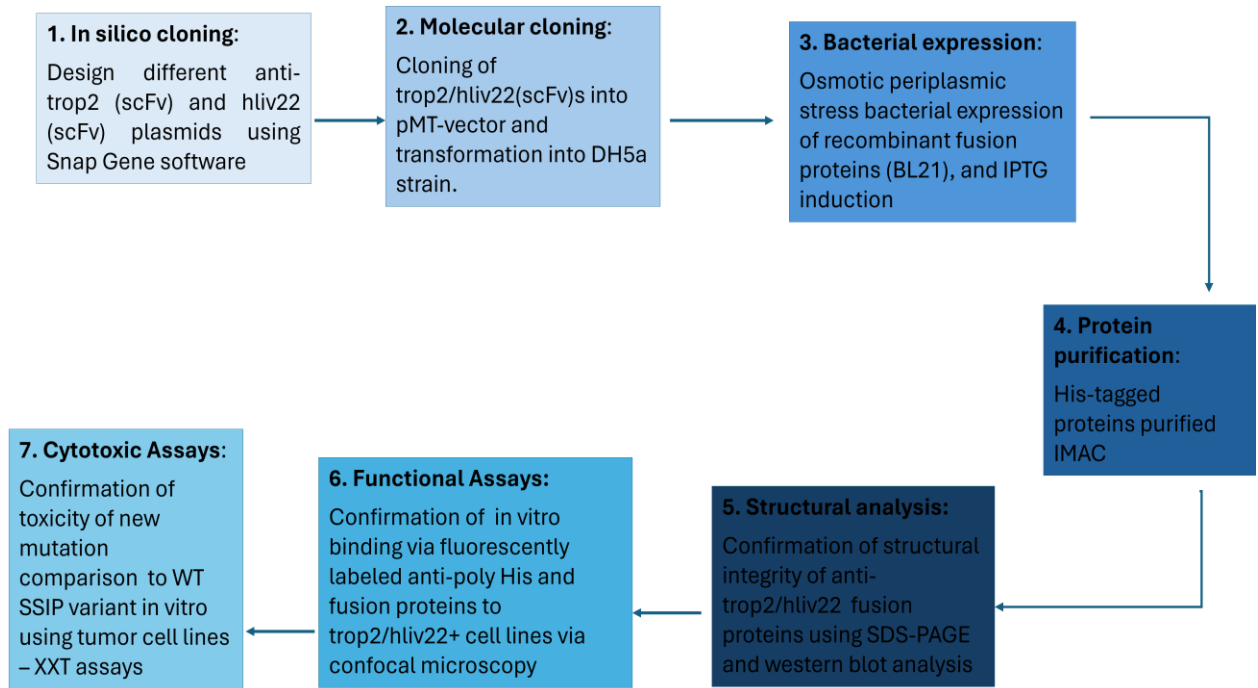 1. In silico cloning:
Design different anti-
trop2 (scFv) and hliv22
(scFv) plasmids using
Snap Gene software
2. Molecular cloning:
Cloning of
trop2/hliv22(scFv)s into
pMT-vector and
transformation into DH5a
strain.
3. Bacterial expression:
Osmotic periplasmic
stress bacterial expression
of recombinant fusion
proteins (BL21), and IPTG
induction
4. Protein
purification:
His-tagged
proteins purified
IMAC
5. Structural analysis:
Confirmation of structural
integrity of anti-
trop2/hliv22 fusion
proteins using SDS-PAGE
and western blot analysis
6. Functional Assays:
Confirmation of in vitro
binding via fluorescently
labeled anti-poly His and
fusion proteins to
trop2/hliv22+ cell lines via
confocal microscopy
7. Cytotoxic Assays:
Confirmation of
toxicity of new
mutation
comparison to WT
SSIP variant in vitro
using tumor cell lines
– XXT assays